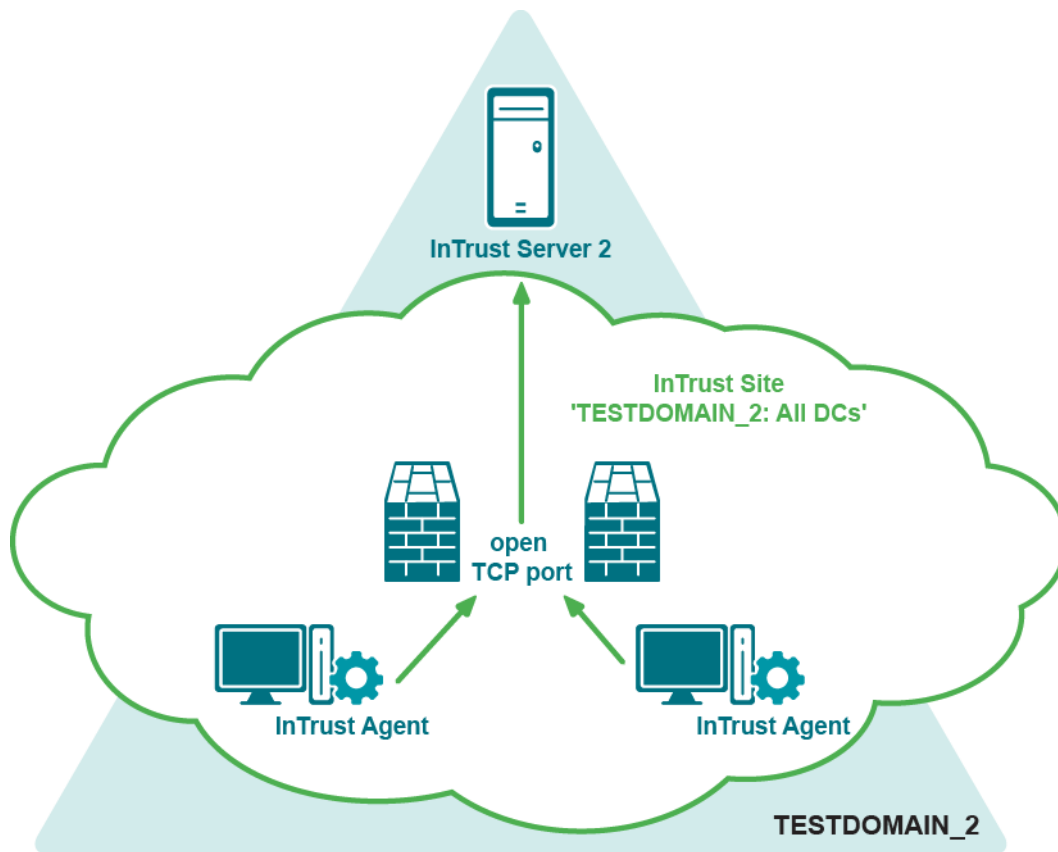 InTrust Server 2
InTrust Site
'TESTDOMAIN_2: All DCs'
open
TCP port
InTrust Agent
InTrust Agent
TESTDOMAIN_2